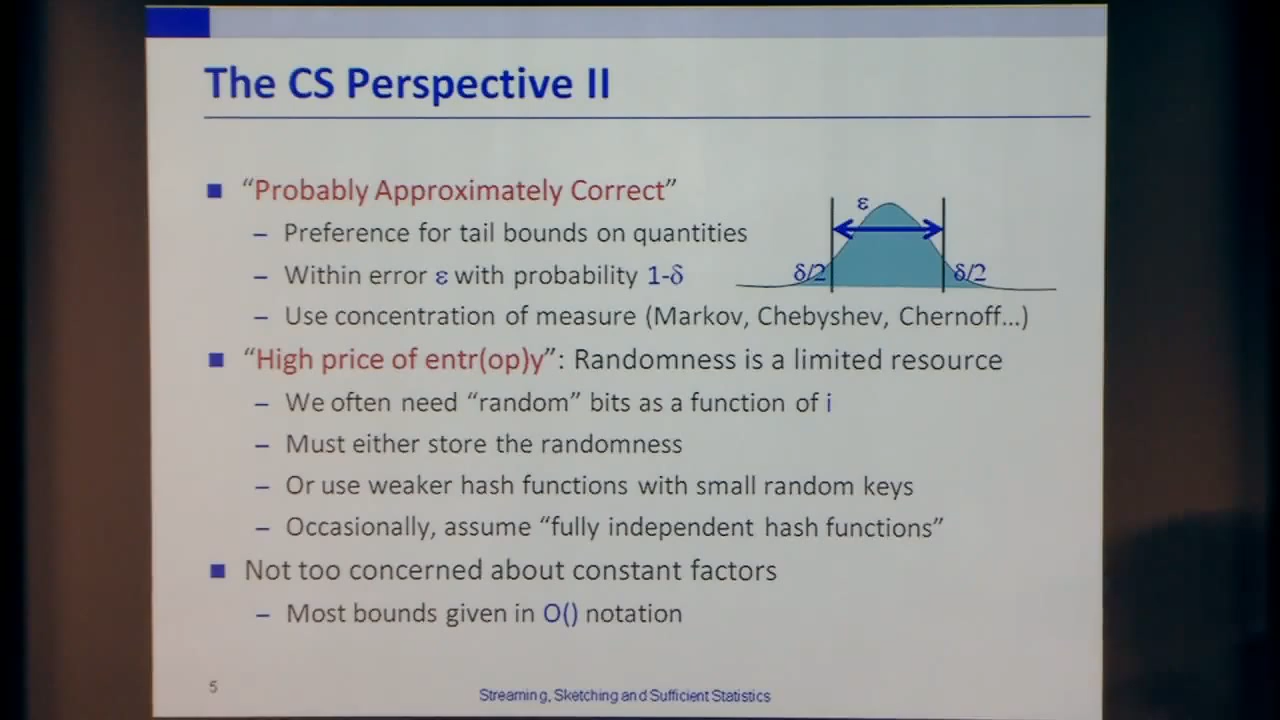 The CS Perspective II
■ “Probably Approximately Correct”
– Preference for tail bounds on quantities
– Within error ε with probability 1-δ
– Use concentration of measure (Markov, Chebyshev, Chernoff…)
ε
δ/2
δ/2
■ “High price of entr(op)y”: Randomness is a limited resource
– We often need “random” bits as a function of i
– Must either store the randomness
– Or use weaker hash functions with small random keys
– Occasionally, assume “fully independent hash functions”
■ Not too concerned about constant factors
– Most bounds given in O() notation
5
Streaming, Sketching and Sufficient Statistics